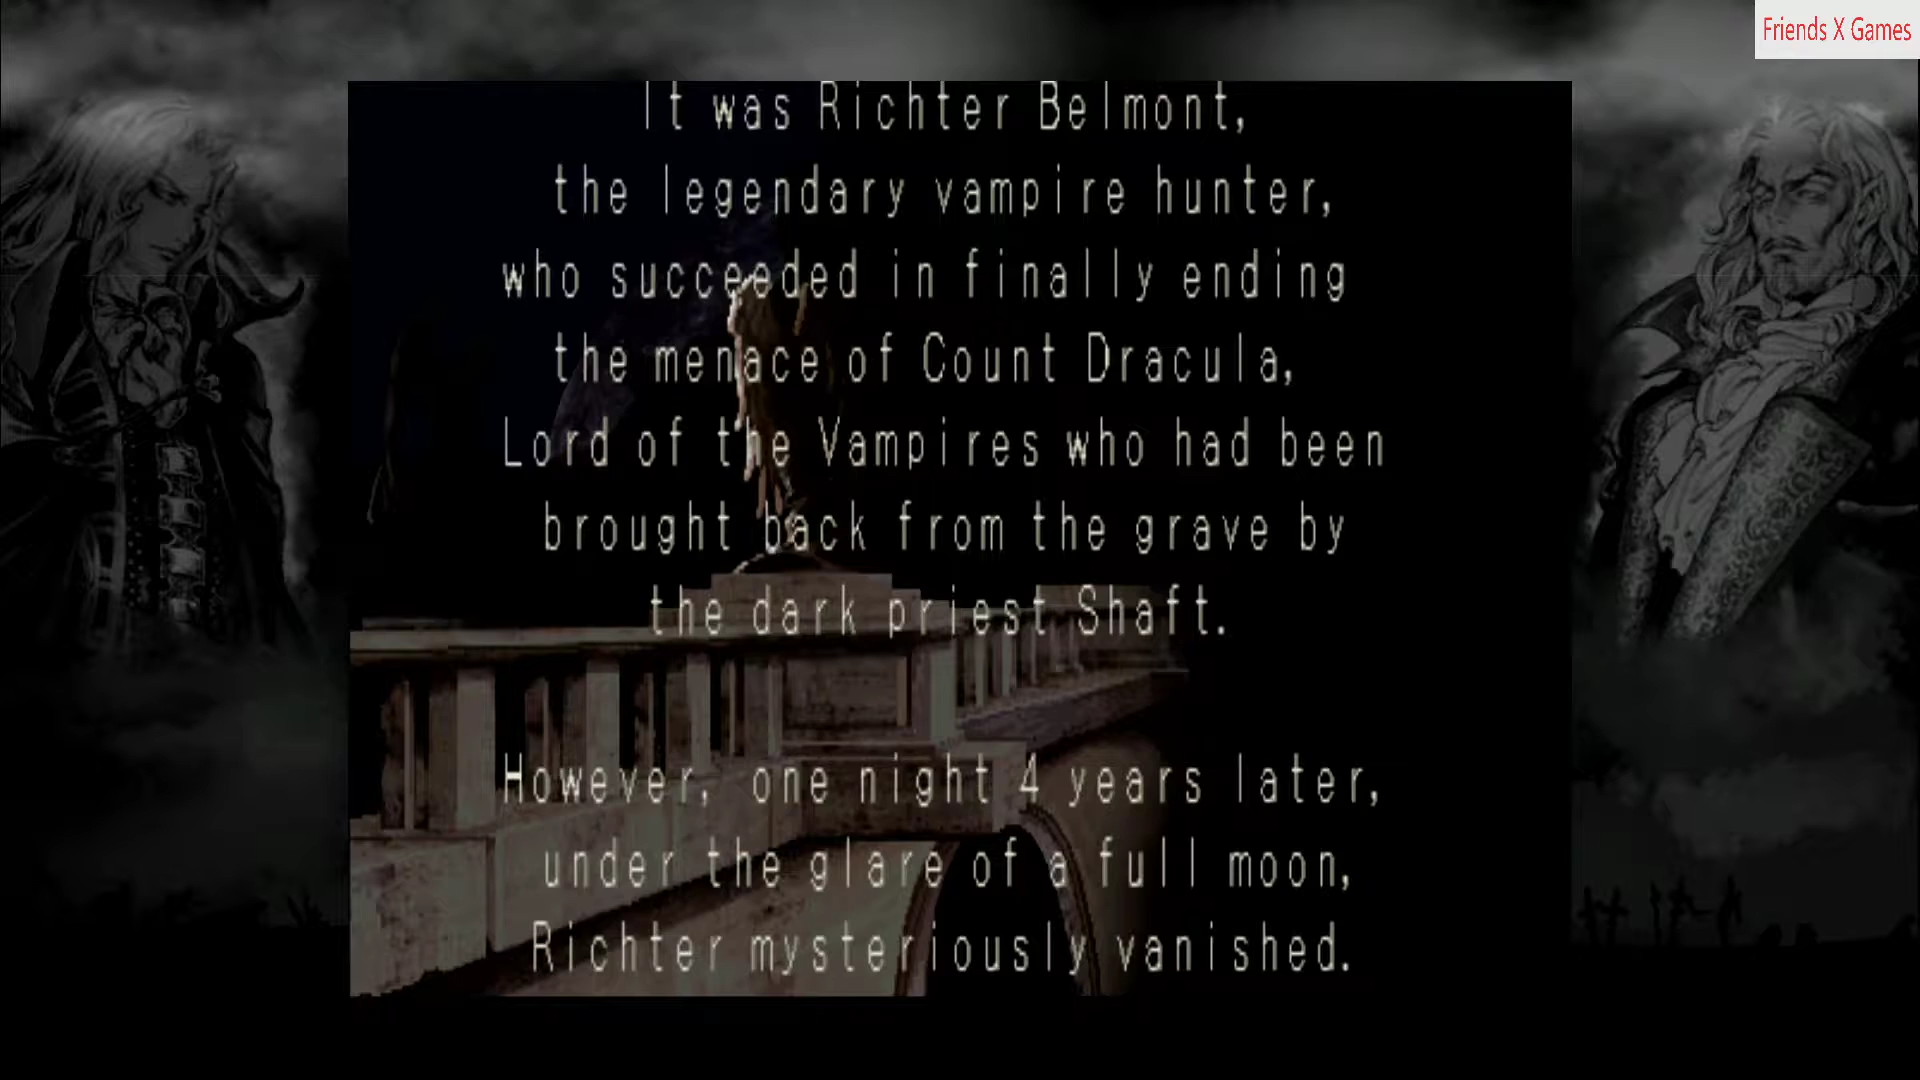 Friends X Games
It was Richter Belmont,
the legendary vampire hunter,
who succeeded in finally ending
the menace of Count Dracula,
Lord of the Vampires who had been
brought back from the grave by
the dark priest Shaft.
However, one night 4 years later,
under the glare of a full moon,
Richter mysteriously vanished.